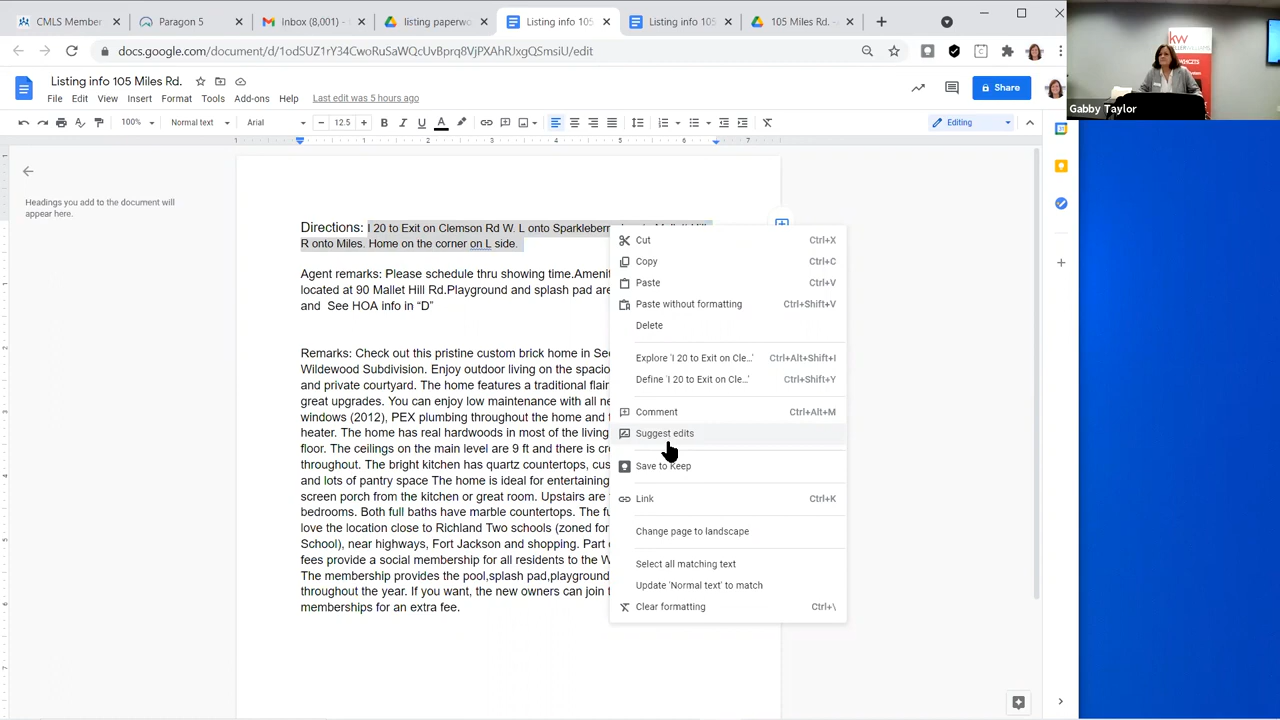 CMLS Member
Paragon 5
Inbox (8,001) -
listing paperw
Listing info 105
Listing info 105
105 Miles Rd. -
docs.google.com/document/d/1odSUZ1rY34CwoRuSaWQcUvBprq8VjPXAhRJxgQSmsiU/edit
Listing info 105 Miles Rd.
File Edit View Insert Format Tools Add-ons Help Last edit was 5 hours ago
Share
100% Normal text Arial 12.5 Editing
1 1 2 3 4 5 6 7
Headings you add to the document will
appear here.
Directions: I 20 to Exit on Clemson Rd W. L onto
R onto Miles. Home on the corner on L side.
Agent remarks: Please schedule thru showing time.
located at 90 Mallet Hill Rd.Playground and splash pad
and See HOA info in “D”
Remarks: Check out this pristine custom brick home in
Wildewood Subdivision. Enjoy outdoor living on the
and private courtyard. The home features a traditional flair
great upgrades. You can enjoy low maintenance with all
windows (2012), PEX plumbing throughout the home and
heater. The home has real hardwoods in most of the living
floor. The ceilings on the main level are 9 ft and there is
throughout. The bright kitchen has quartz countertops,
and lots of pantry space The home is ideal for entertaining
screen porch from the kitchen or great room. Upstairs are
bedrooms. Both full baths have marble countertops. The
love the location close to Richland Two schools (zoned for
School), near highways, Fort Jackson and shopping. Part
fees provide a social membership for all residents to the
The membership provides the pool,splash pad,playground
throughout the year. If you want, the new owners can join
memberships for an extra fee.
Cut Ctrl+X
Copy Ctrl+C
Paste Ctrl+V
Paste without formatting Ctrl+Shift+V
Delete
Explore 'I 20 to Exit on Cle...' Ctrl+Alt+Shift+I
Define 'I 20 to Exit on Cle...' Ctrl+Shift+Y
Comment Ctrl+Alt+M
Suggest edits
Save to Keep
Link Ctrl+K
Change page to landscape
Select all matching text
Update 'Normal text' to match
Clear formatting Ctrl+\
kw
Gabby Taylor